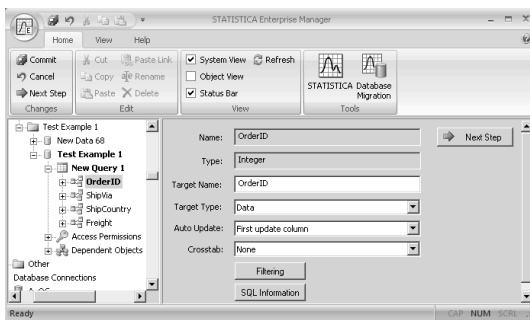 STATISTICA Enterprise Manager
Home View Help
Commit Cut Paste Link System View Refresh
Cancel Copy Rename Object View STATISTICA Database Migration
Next Step Paste Delete Status Bar
Changes Edit View Tools
Test Example 1
New Data 68
Test Example 1
New Query 1
OrderID
ShipVia
ShipCountry
Freight
Access Permissions
Dependent Objects
Other
Database Connections
Name: OrderID
Next Step
Type: Integer
Target Name: OrderID
Target Type: Data
Auto Update: First update column
Crosstab: None
Filtering
SQL Information
Ready CAP NUM SCRL